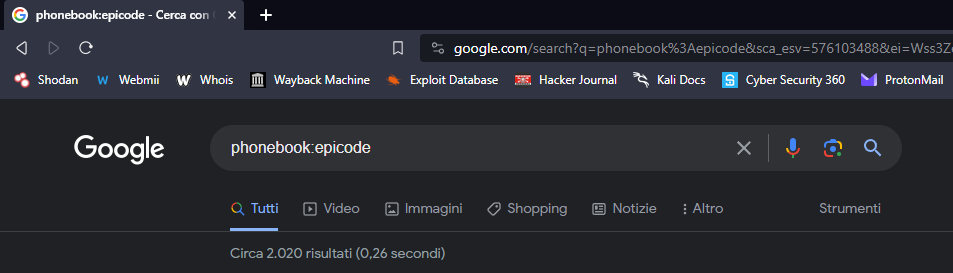 phonebook:epicode - Cerca con
google.com/search?q=phonebook%3Aepicode&sca_esv=576103488&ei=Wss3Z
Shodan Webmii Whois Wayback Machine Exploit Database Hacker Journal Kali Docs Cyber Security 360 ProtonMail
Google phonebook:epicode
Tutti Video Immagini Shopping Notizie Altro Strumenti
Circa 2.020 risultati (0,26 secondi)